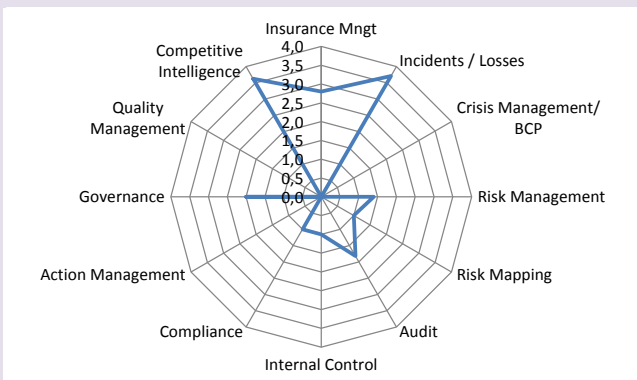 Insurance Mngt
Incidents / Losses
Crisis Management/
BCP
Risk Management
Risk Mapping
Audit
Internal Control
Compliance
Action Management
Governance
Quality
Management
Competitive
Intelligence
4,0
3,5
3,0
2,5
2,0
1,5
1,0
0,5
0,0